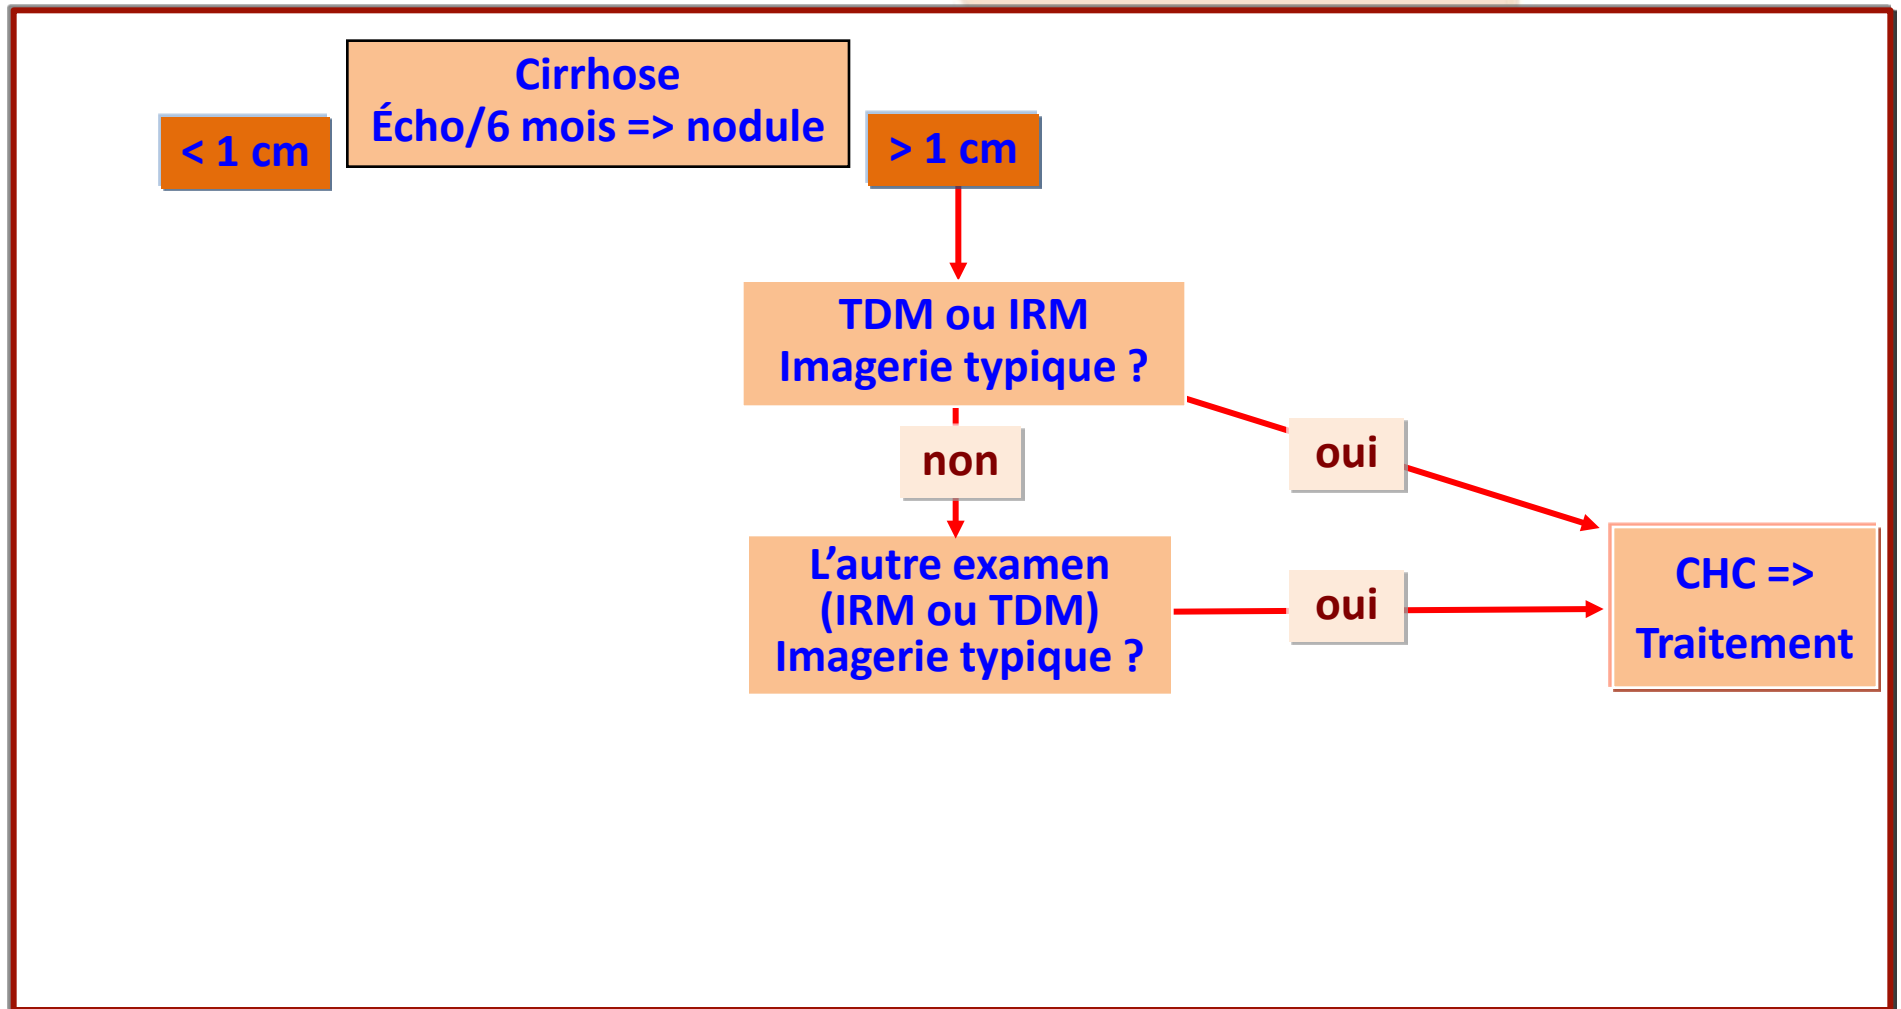 Cirrhose
Écho/6 mois => nodule
< 1 cm
> 1 cm
TDM ou IRM
Imagerie typique ?
non
oui
L’autre examen
(IRM ou TDM)
Imagerie typique ?
oui
CHC =>
Traitement